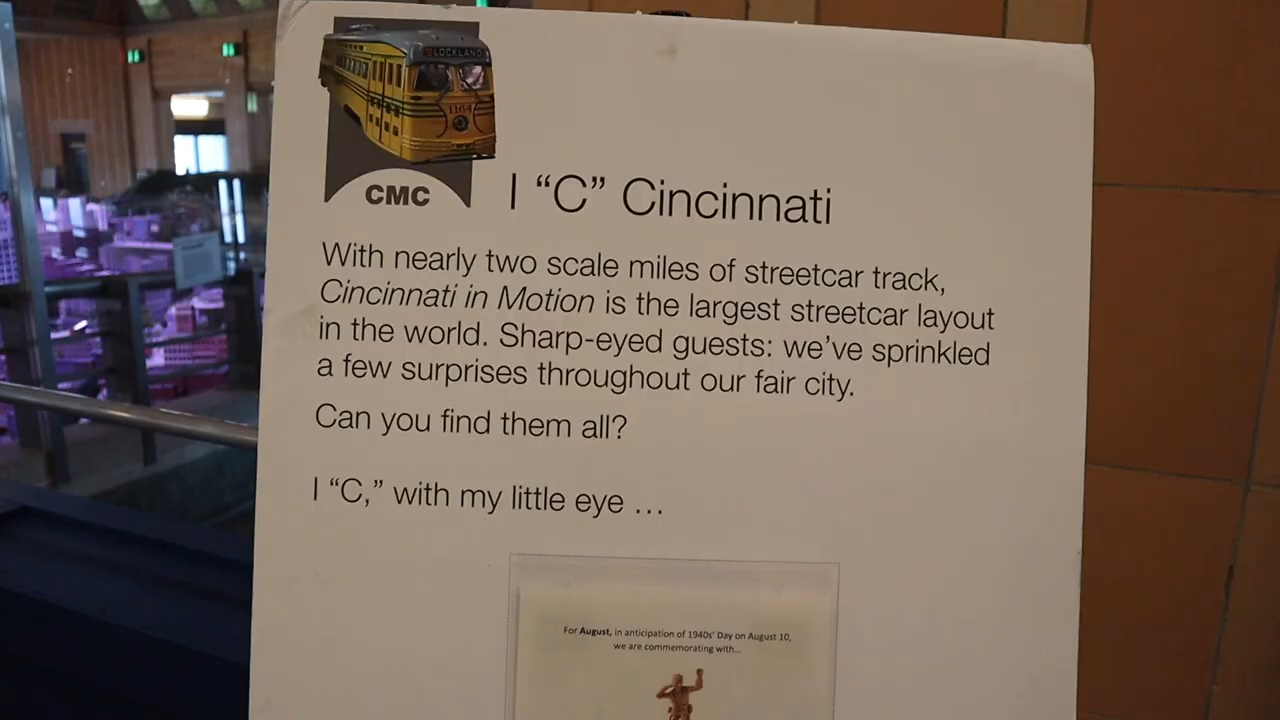 LOCKLAND
1164
CMC
I “C” Cincinnati
With nearly two scale miles of streetcar track,
Cincinnati in Motion is the largest streetcar layout
in the world. Sharp-eyed guests: we’ve sprinkled
a few surprises throughout our fair city.
Can you find them all?
I “C,” with my little eye …
For August, in anticipation of 1940s’ Day on August 10,
we are commemorating with...